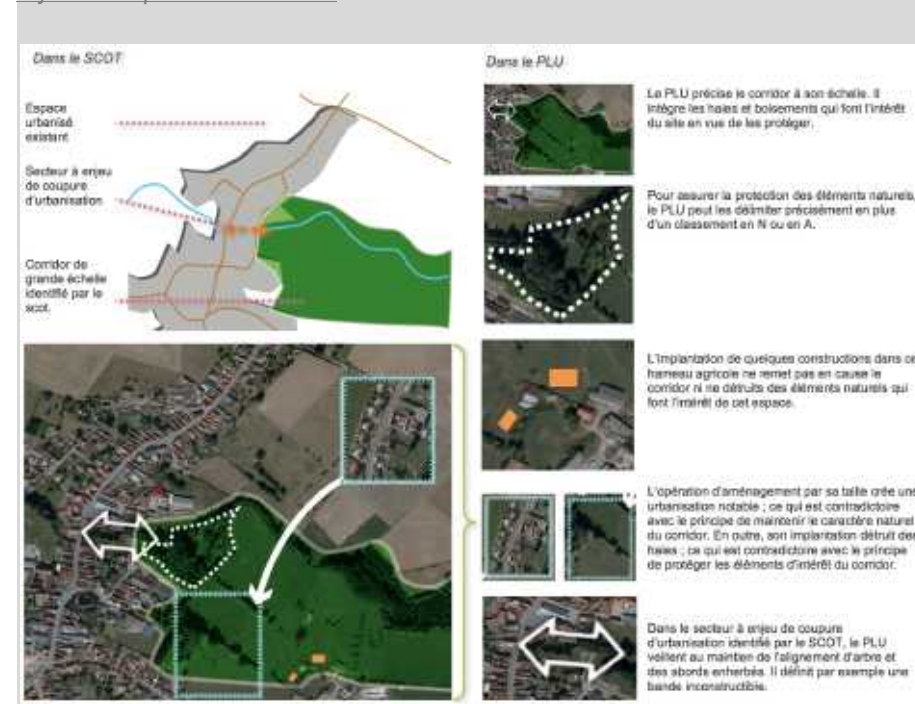 Dans le SCOT
Espace
urbanisé
existant
Secteur à enjeu
de coupure
d'urbanisation
Corridor de
grande échelle
identifié par le
scot.
Dans le PLU
Le PLU précise le corridor à son échelle. Il
intègre les haies et boisements qui font l'intérêt
du site en vue de les protéger.
Pour assurer la protection des éléments naturels,
le PLU peut les délimiter précisément en plus
d'un classement en N ou en A.
L'implantation de quelques constructions dans ce
hameau agricole ne remet pas en cause le
corridor ni ne détruits des éléments naturels qui
font l'intérêt de cet espace.
L'opération d'aménagement par sa taille crée une
urbanisation notable ; ce qui est contradictoire
avec le principe de maintenir le caractère naturel
du corridor. En outre, son implantation détruit des
haies ; ce qui est contradictoire avec le principe
de protéger les éléments d'intérêt du corridor.
Dans le secteur à enjeu de coupure
d'urbanisation identifié par le SCOT, le PLU
veillent au maintien de l'alignement d'arbre et
des abords enherbés. Il définit par exemple une
bande inconstructible.